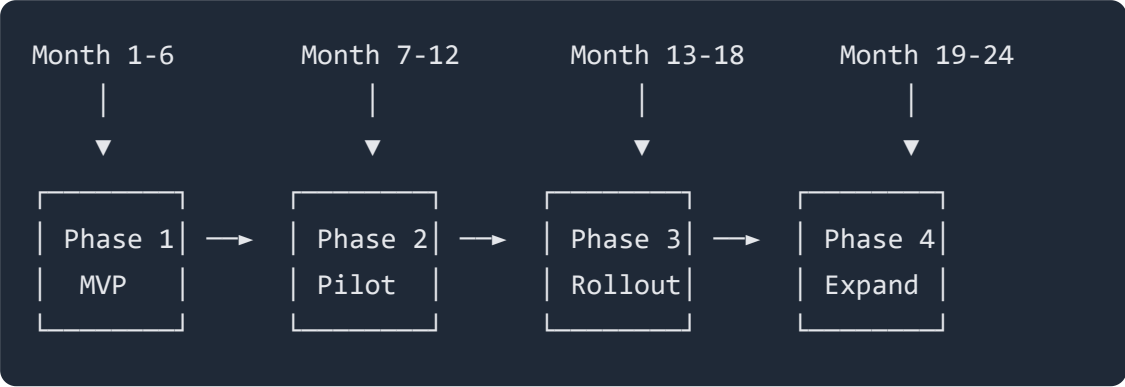 Month 1-6 Month 7-12 Month 13-18 Month 19-24
Phase 1 Phase 2 Phase 3 Phase 4
MVP Pilot Rollout Expand